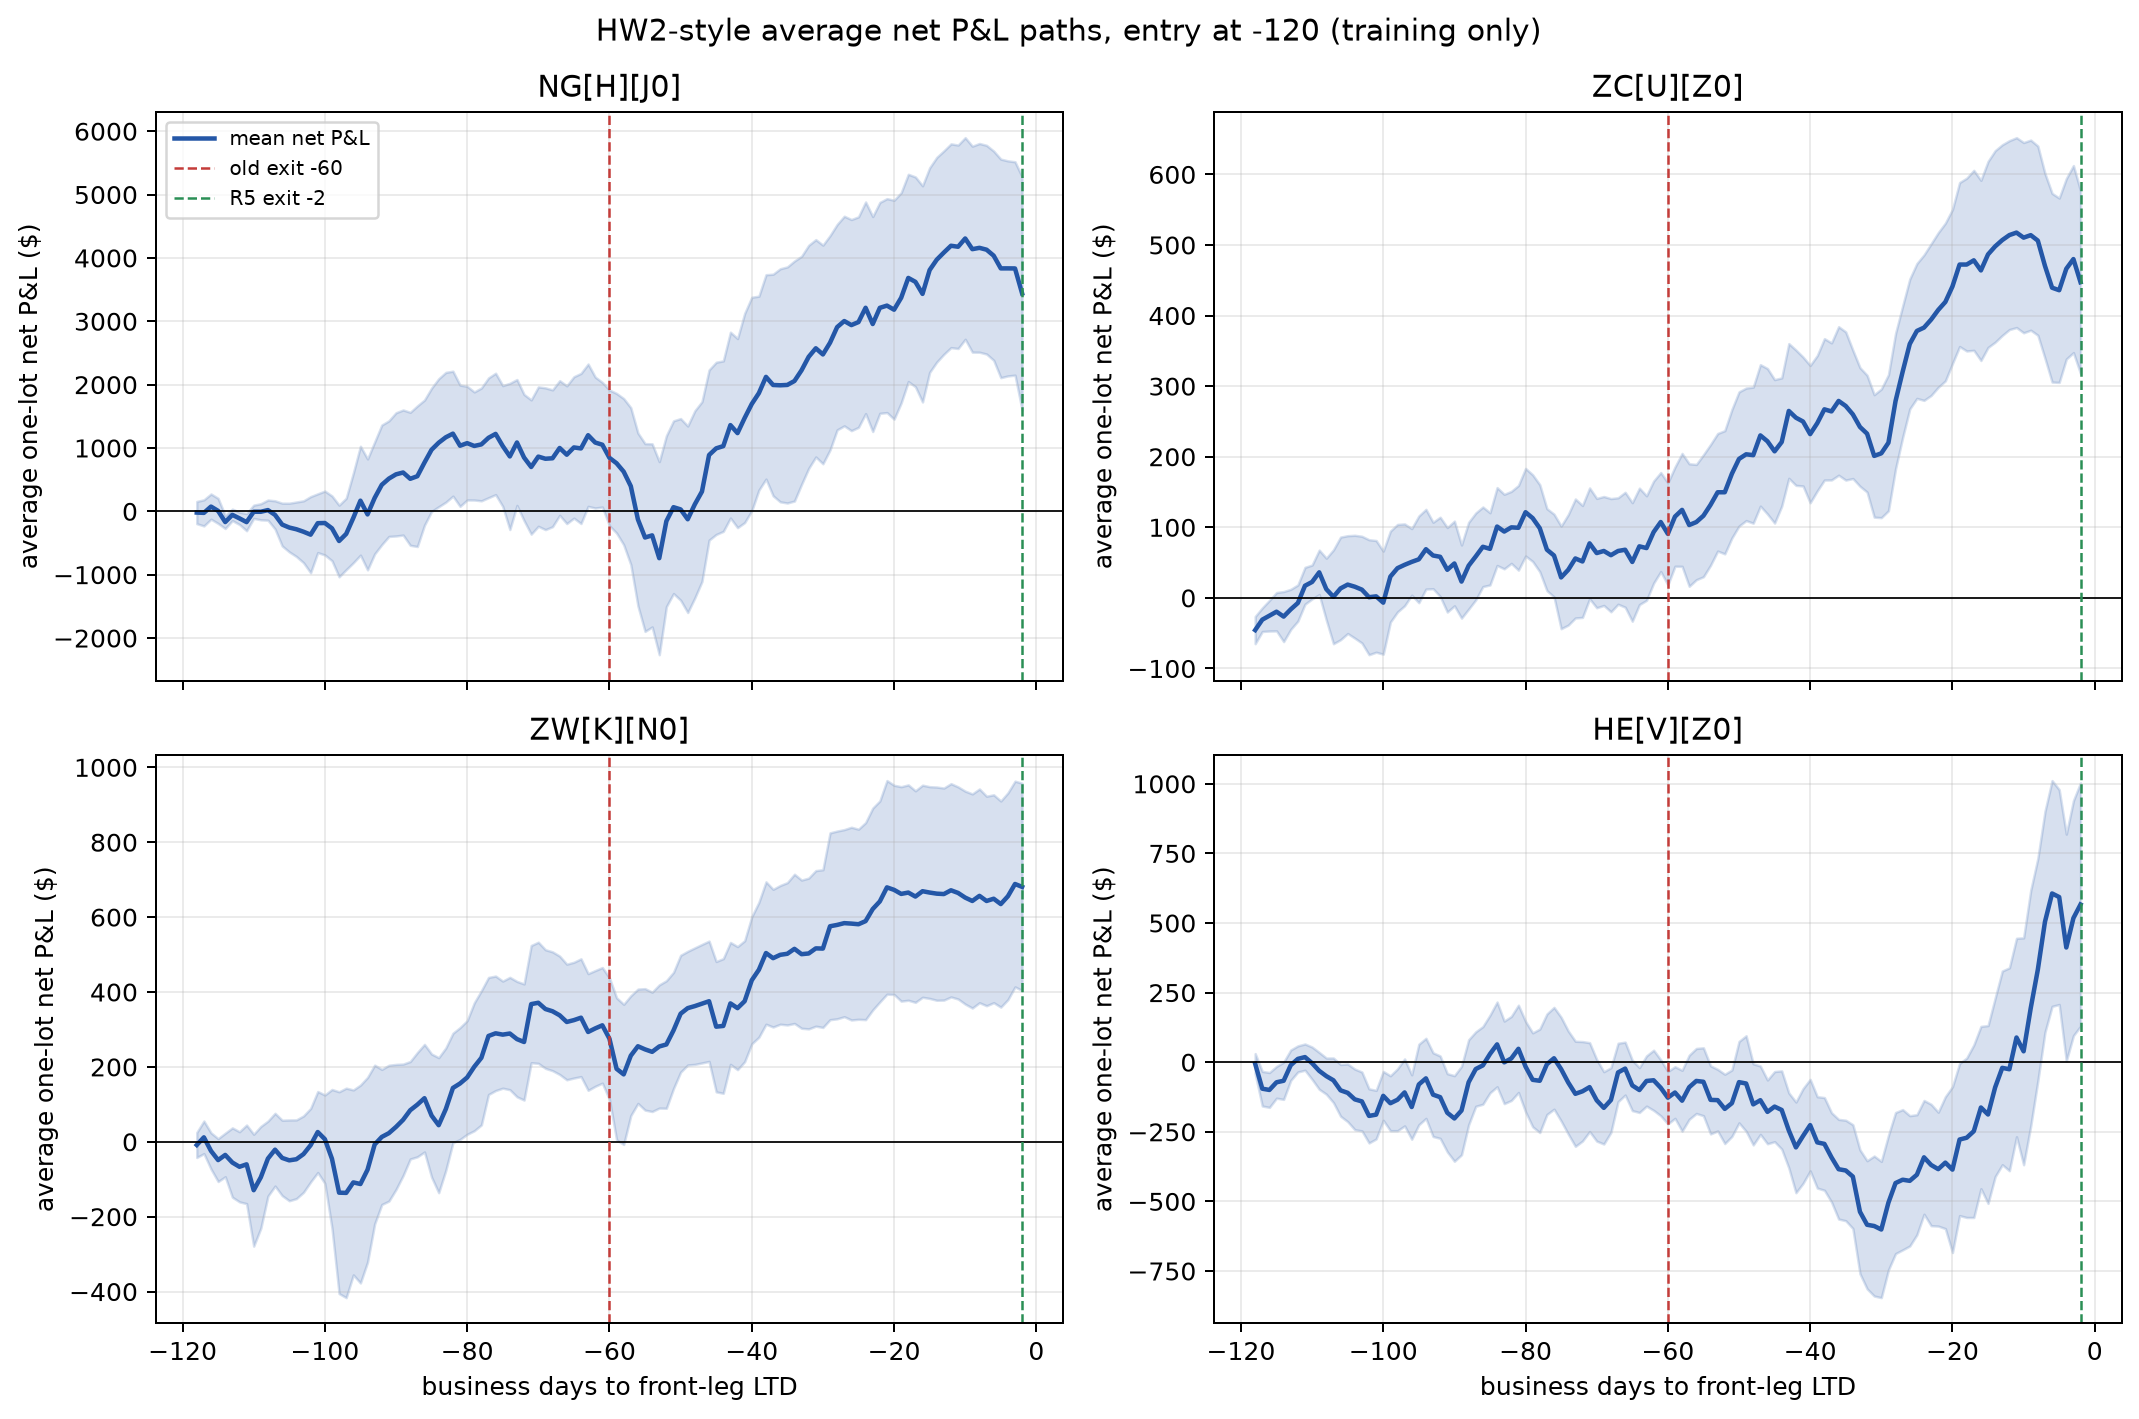 HW2-style average net P&L paths, entry at -120 (training only)
NG[H][J0]
6000
5000
4000
3000
2000
1000
0
−1000
−2000
average one-lot net P&L ($)
mean net P&L
old exit -60
R5 exit -2
ZC[U][Z0]
600
500
400
300
200
100
0
−100
average one-lot net P&L ($)
ZW[K][N0]
1000
800
600
400
200
0
−200
−400
average one-lot net P&L ($)
−120 −100 −80 −60 −40 −20 0
business days to front-leg LTD
HE[V][Z0]
1000
750
500
250
0
−250
−500
−750
average one-lot net P&L ($)
−120 −100 −80 −60 −40 −20 0
business days to front-leg LTD